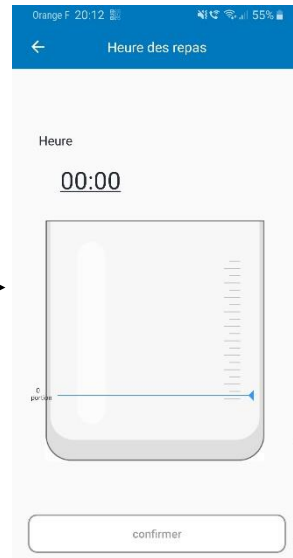 Orange F 20:12 55%
Heure des repas
Heure
00:00
0
portion
confirmer